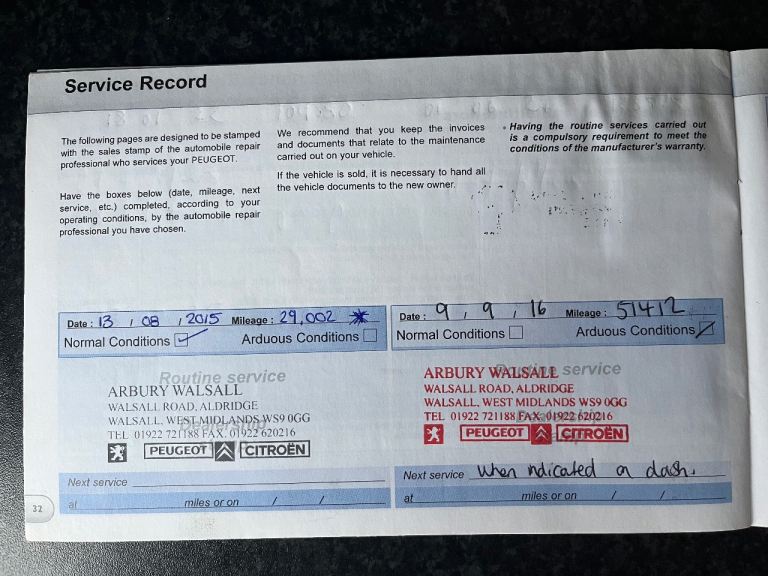 Service Record
The following pages are designed to be stamped
with the sales stamp of the automobile repair
professional who services your PEUGEOT.
Have the boxes below (date, mileage, next
service, etc.) completed, according to your
operating conditions, by the automobile repair
professional you have chosen.
We recommend that you keep the invoices
and documents that relate to the maintenance
carried out on your vehicle.
If the vehicle is sold, it is necessary to hand all
the vehicle documents to the new owner.
• Having the routine services carried out
is a compulsory requirement to meet the
conditions of the manufacturer's warranty.
Date : 13 / 08 / 2015 Mileage : 29,002
Normal Conditions Arduous Conditions
Routine service
ARBURY WALSALL
WALSALL ROAD, ALDRIDGE
WALSALL, WEST MIDLANDS WS9 0GG
TEL 01922 721188 FAX. 01922 620216
Dealership
PEUGEOT CITROËN
Next service
at miles or on / /
Date : 9 / 9 / 16 Mileage : 51412
Normal Conditions Arduous Conditions
Routine service
ARBURY WALSALL
WALSALL ROAD, ALDRIDGE
WALSALL, WEST MIDLANDS WS9 0GG
TEL 01922 721188 FAX. 01922 620216
Dealership
PEUGEOT CITROËN
Next service when indicated on dash.
at miles or on / /
32